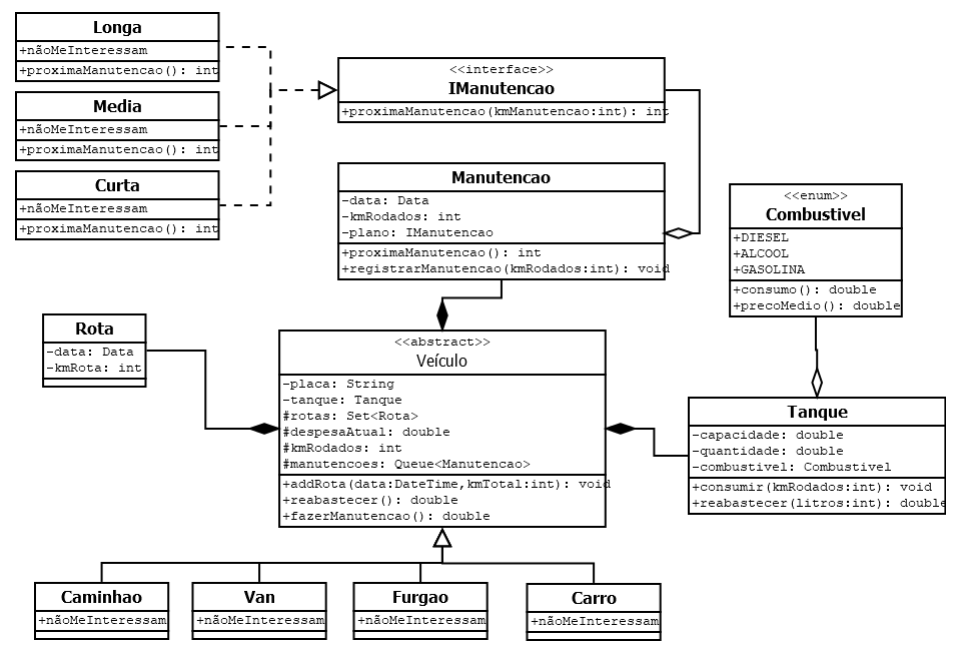 Longa
+nãoMeInteressam
+proximaManutencao(): int
Media
+nãoMeInteressam
+proximaManutencao(): int
Curta
+nãoMeInteressam
+proximaManutencao(): int
<<interface>>
IManutencao
+proximaManutencao(kmManutencao:int): int
Manutencao
-data: Data
-kmRodados: int
-plano: IManutencao
+proximaManutencao(): int
+registrarManutencao(kmRodados:int): void
<<enum>>
Combustivel
+DIESEL
+ALCOOL
+GASOLINA
+consumo(): double
+precoMedio(): double
Rota
-data: Data
-kmRota: int
<<abstract>>
Veículo
-placa: String
-tanque: Tanque
#rotas: Set<Rota>
#despesaAtual: double
#kmRodados: int
#manutencoes: Queue<Manutencao>
+addRota(data:DateTime,kmTotal:int): void
+reabastecer(): double
+fazerManutencao(): double
Tanque
-capacidade: double
-quantidade: double
-combustivel: Combustivel
+consumir(kmRodados:int): void
+reabastecer(litros:int): double
Caminhao
+nãoMeInteressam
Van
+nãoMeInteressam
Furgao
+nãoMeInteressam
Carro
+nãoMeInteressam